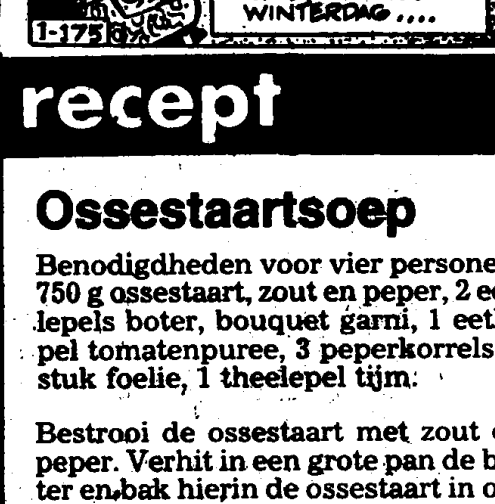 WINTERDAG ....
1-175
recept
Ossestaartsoep
Benodigdheden voor vier persone
750 g ossestaart, zout en peper, 2 e
lepels boter, bouquet garni, 1 eet
pel tomatenpuree, 3 peperkorrels
stuk foelie, 1 theelepel tijm.
Bestrooi de ossestaart met zout
peper. Verhit in een grote pan de b
ter en bak hierin de ossestaart in